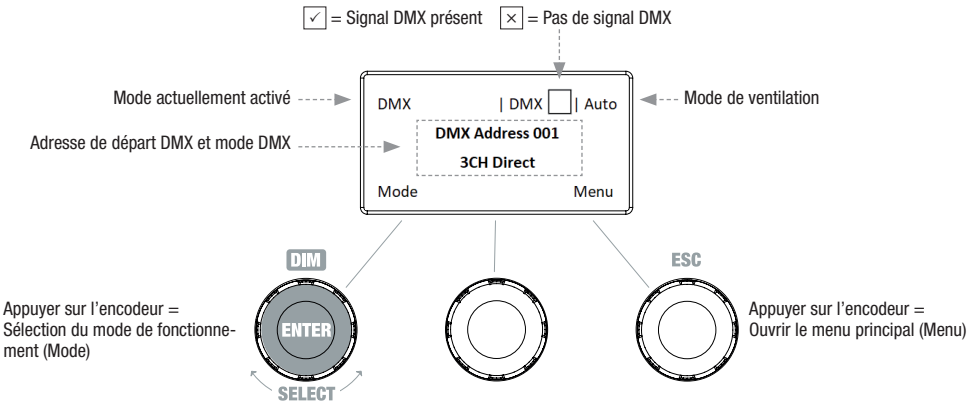 ✓ = Signal DMX présent × = Pas de signal DMX
Mode actuellement activé
DMX | DMX | Auto
Mode de ventilation
Adresse de départ DMX et mode DMX
DMX Address 001
3CH Direct
Mode Menu
DIM
ESC
Appuyer sur l'encodeur =
Sélection du mode de fonctionne-
ment (Mode)
ENTER
SELECT
Appuyer sur l'encodeur =
Ouvrir le menu principal (Menu)